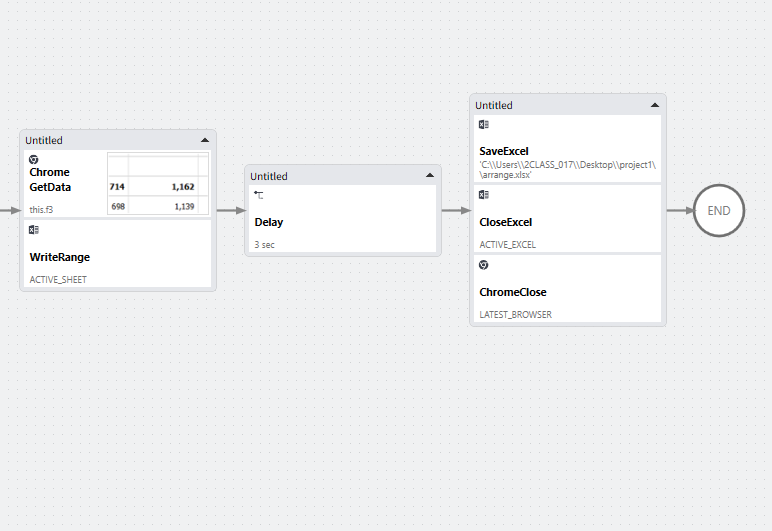 Untitled
Chrome
GetData
714 1,162
698 1,139
this.f3
WriteRange
ACTIVE_SHEET
Untitled
Delay
3 sec
Untitled
SaveExcel
'C:\\Users\\2CLASS_017\\Desktop\\project1\
\arrange.xlsx'
CloseExcel
ACTIVE_EXCEL
ChromeClose
LATEST_BROWSER
END